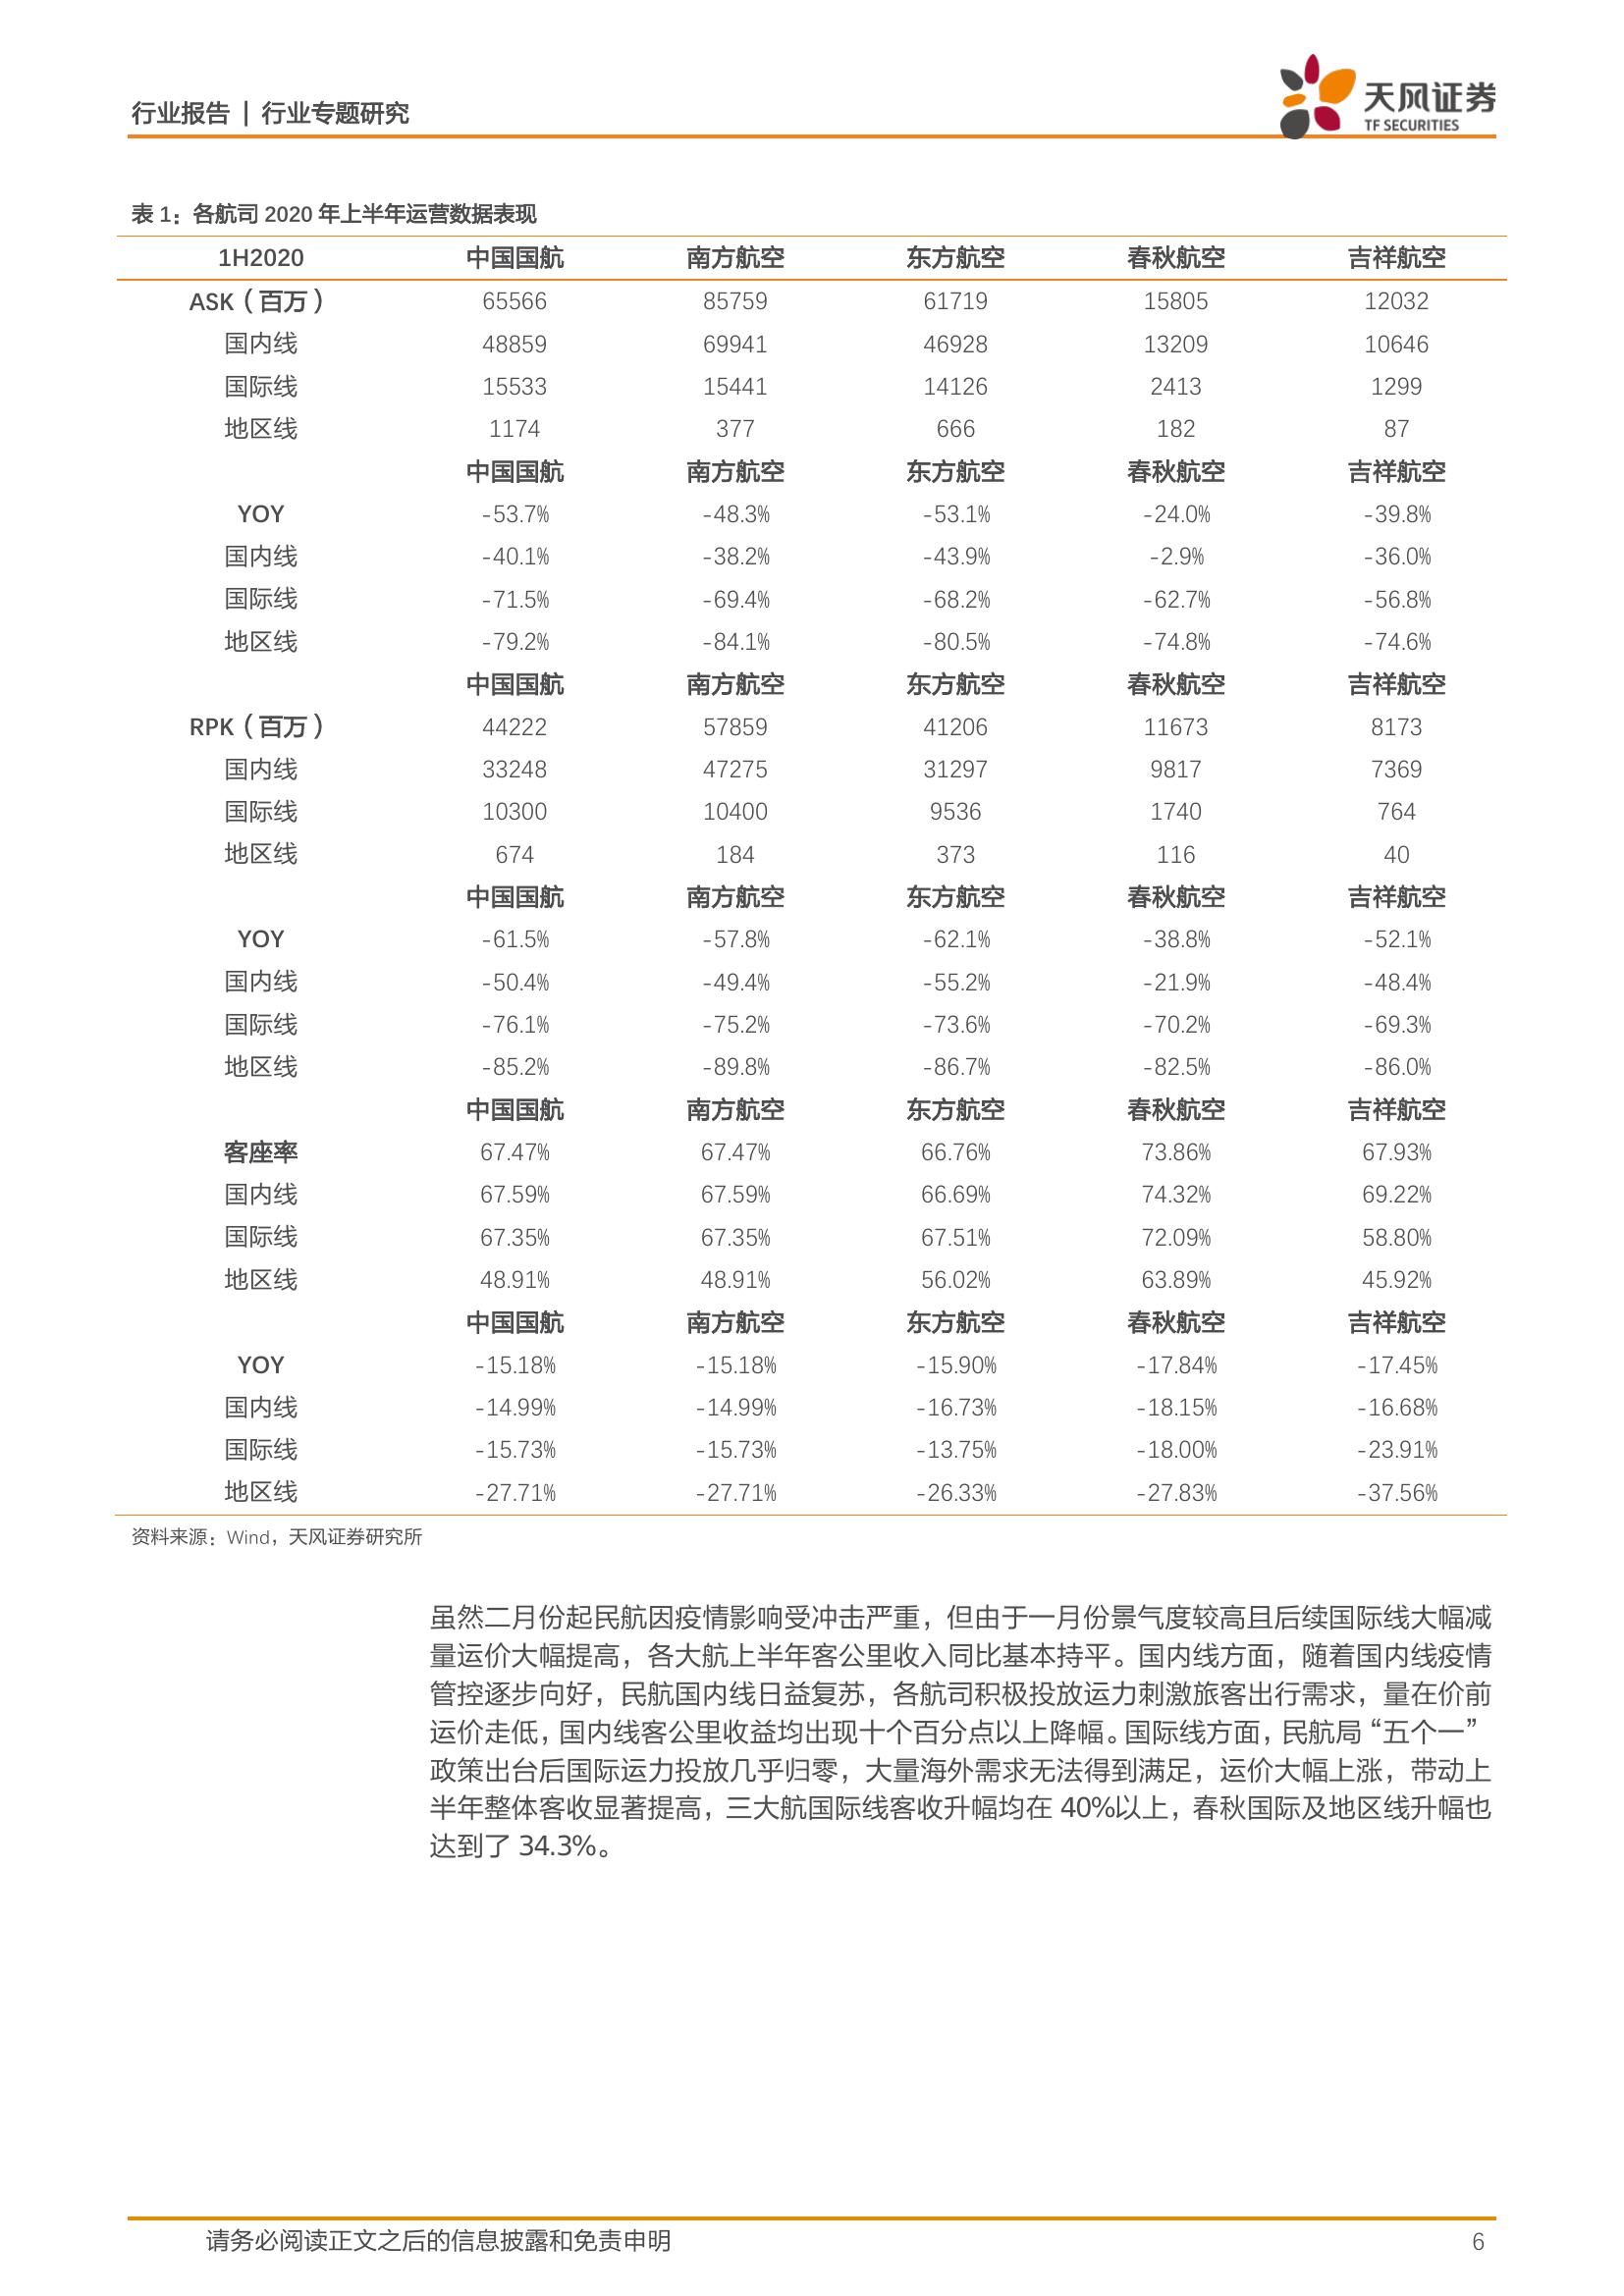 行业报告 | 行业专题研究
天风证券
TF SECURITIES
表 1：各航司 2020 年上半年运营数据表现
1H2020 中国国航 南方航空 东方航空 春秋航空 吉祥航空
ASK（百万） 65566 85759 61719 15805 12032
国内线 48859 69941 46928 13209 10646
国际线 15533 15441 14126 2413 1299
地区线 1174 377 666 182 87
中国国航 南方航空 东方航空 春秋航空 吉祥航空
YOY -53.7% -48.3% -53.1% -24.0% -39.8%
国内线 -40.1% -38.2% -43.9% -2.9% -36.0%
国际线 -71.5% -69.4% -68.2% -62.7% -56.8%
地区线 -79.2% -84.1% -80.5% -74.8% -74.6%
中国国航 南方航空 东方航空 春秋航空 吉祥航空
RPK（百万） 44222 57859 41206 11673 8173
国内线 33248 47275 31297 9817 7369
国际线 10300 10400 9536 1740 764
地区线 674 184 373 116 40
中国国航 南方航空 东方航空 春秋航空 吉祥航空
YOY -61.5% -57.8% -62.1% -38.8% -52.1%
国内线 -50.4% -49.4% -55.2% -21.9% -48.4%
国际线 -76.1% -75.2% -73.6% -70.2% -69.3%
地区线 -85.2% -89.8% -86.7% -82.5% -86.0%
中国国航 南方航空 东方航空 春秋航空 吉祥航空
客座率 67.47% 67.47% 66.76% 73.86% 67.93%
国内线 67.59% 67.59% 66.69% 74.32% 69.22%
国际线 67.35% 67.35% 67.51% 72.09% 58.80%
地区线 48.91% 48.91% 56.02% 63.89% 45.92%
中国国航 南方航空 东方航空 春秋航空 吉祥航空
YOY -15.18% -15.18% -15.90% -17.84% -17.45%
国内线 -14.99% -14.99% -16.73% -18.15% -16.68%
国际线 -15.73% -15.73% -13.75% -18.00% -23.91%
地区线 -27.71% -27.71% -26.33% -27.83% -37.56%
资料来源：Wind，天风证券研究所
虽然二月份起民航因疫情影响受冲击严重，但由于一月份景气度较高且后续国际线大幅减
量运价大幅提高，各大航上半年客公里收入同比基本持平。国内线方面，随着国内线疫情
管控逐步向好，民航国内线日益复苏，各航司积极投放运力刺激旅客出行需求，量在价前
运价走低，国内线客公里收益均出现十个百分点以上降幅。国际线方面，民航局“五个一”
政策出台后国际运力投放几乎归零，大量海外需求无法得到满足，运价大幅上涨，带动上
半年整体客收显著提高，三大航国际线客收升幅均在 40%以上，春秋国际及地区线升幅也
达到了 34.3%。
请务必阅读正文之后的信息披露和免责申明 6